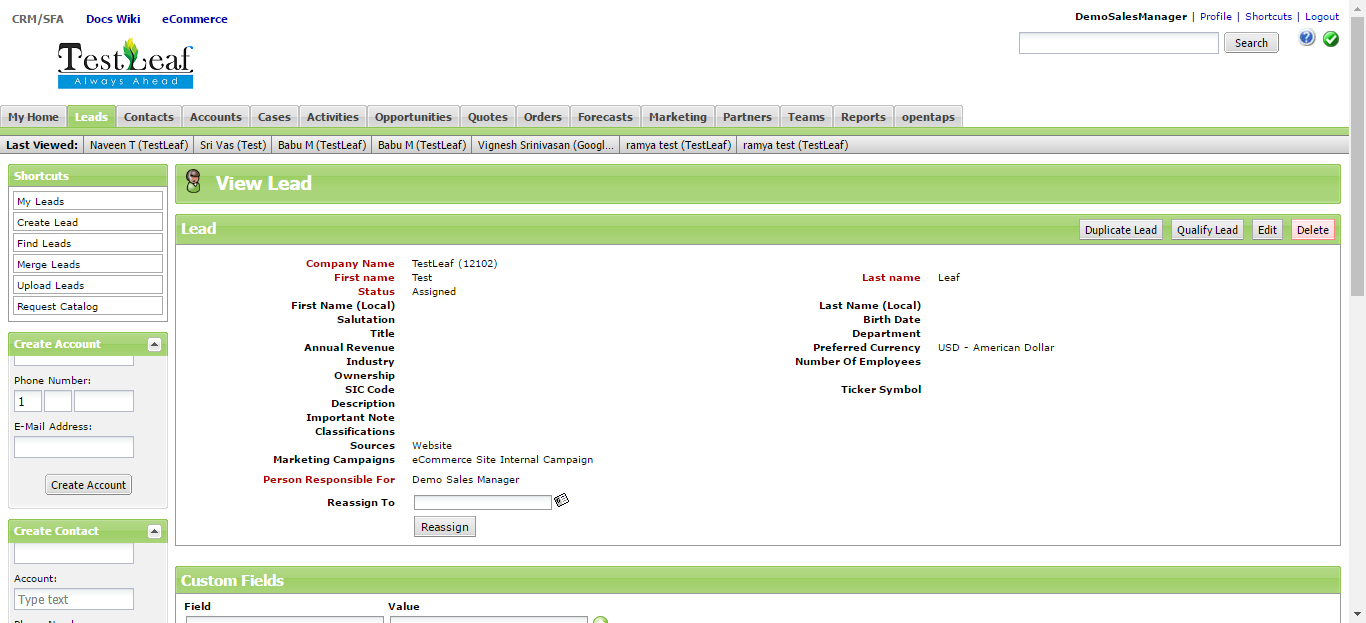 CRM/SFA Docs Wiki eCommerce
DemoSalesManager | Profile | Shortcuts | Logout
TestLeaf
Always Ahead
Search
My Home Leads Contacts Accounts Cases Activities Opportunities Quotes Orders Forecasts Marketing Partners Teams Reports opentaps
Last Viewed: Naveen T (TestLeaf) Sri Vas (Test) Babu M (TestLeaf) Babu M (TestLeaf) Vignesh Srinivasan (Googl... ramya test (TestLeaf) ramya test (TestLeaf)
Shortcuts
My Leads
Create Lead
Find Leads
Merge Leads
Upload Leads
Request Catalog
Create Account
Phone Number:
1
E-Mail Address:
Create Account
Create Contact
Account:
Type text
View Lead
Lead
Duplicate Lead Qualify Lead Edit Delete
Company Name TestLeaf (12102)
First name Test Last name Leaf
Status Assigned
First Name (Local) Last Name (Local)
Salutation Birth Date
Title Department
Annual Revenue Preferred Currency USD - American Dollar
Industry Number Of Employees
Ownership
SIC Code Ticker Symbol
Description
Important Note
Classifications
Sources Website
Marketing Campaigns eCommerce Site Internal Campaign
Person Responsible For Demo Sales Manager
Reassign To
Reassign
Custom Fields
Field Value